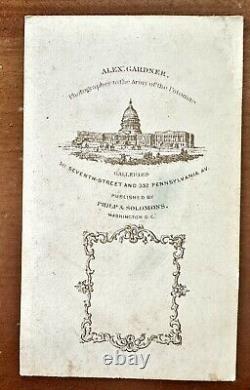 ALEX. GARDNER,
Photographer to the Army of the Potomac
GALLERIES
SEVENTH-STREET AND 332 PENNSYLVANIA AV.
PUBLISHED BY
PHILP & SOLOMONS,
WASHINGTON D.C.